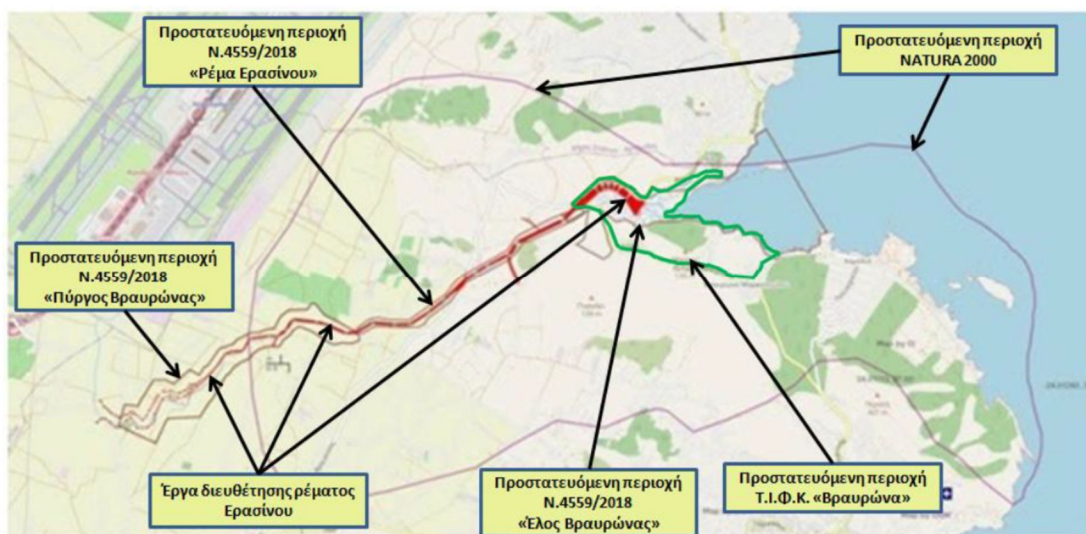 Προστατευόμενη περιοχή
Ν.4559/2018
«Ρέμα Ερασίνου»
Προστατευόμενη περιοχή
NATURA 2000
Προστατευόμενη περιοχή
Ν.4559/2018
«Πύργος Βραυρώνας»
Έργα διευθέτησης ρέματος
Ερασίνου
Προστατευόμενη περιοχή
Ν.4559/2018
«Έλος Βραυρώνας»
Προστατευόμενη περιοχή
Τ.Ι.Φ.Κ. «Βραυρώνα»